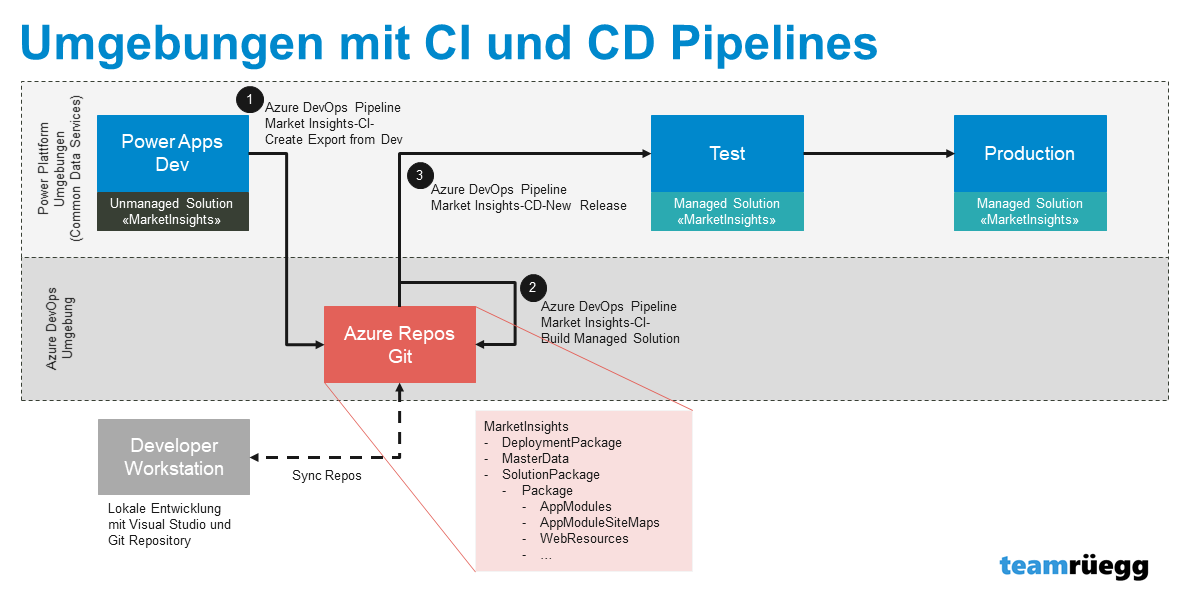 Umgebungen mit CI und CD Pipelines
Power Plattform
Umgebungen
(Common Data Services)
1
Azure DevOps Pipeline
Market Insights-CI-
Create Export from Dev
Power Apps
Dev
Unmanaged Solution
«MarketInsights»
3
Azure DevOps Pipeline
Market Insights-CD-New Release
Test
Managed Solution
«MarketInsights»
Production
Managed Solution
«MarketInsights»
Azure DevOps
Umgebung
2
Azure DevOps Pipeline
Market Insights-CI-
Build Managed Solution
Azure Repos
Git
Developer
Workstation
Sync Repos
Lokale Entwicklung
mit Visual Studio und
Git Repository
MarketInsights
- DeploymentPackage
- MasterData
- SolutionPackage
- Package
- AppModules
- AppModuleSiteMaps
- WebResources
- ...
teamrüegg